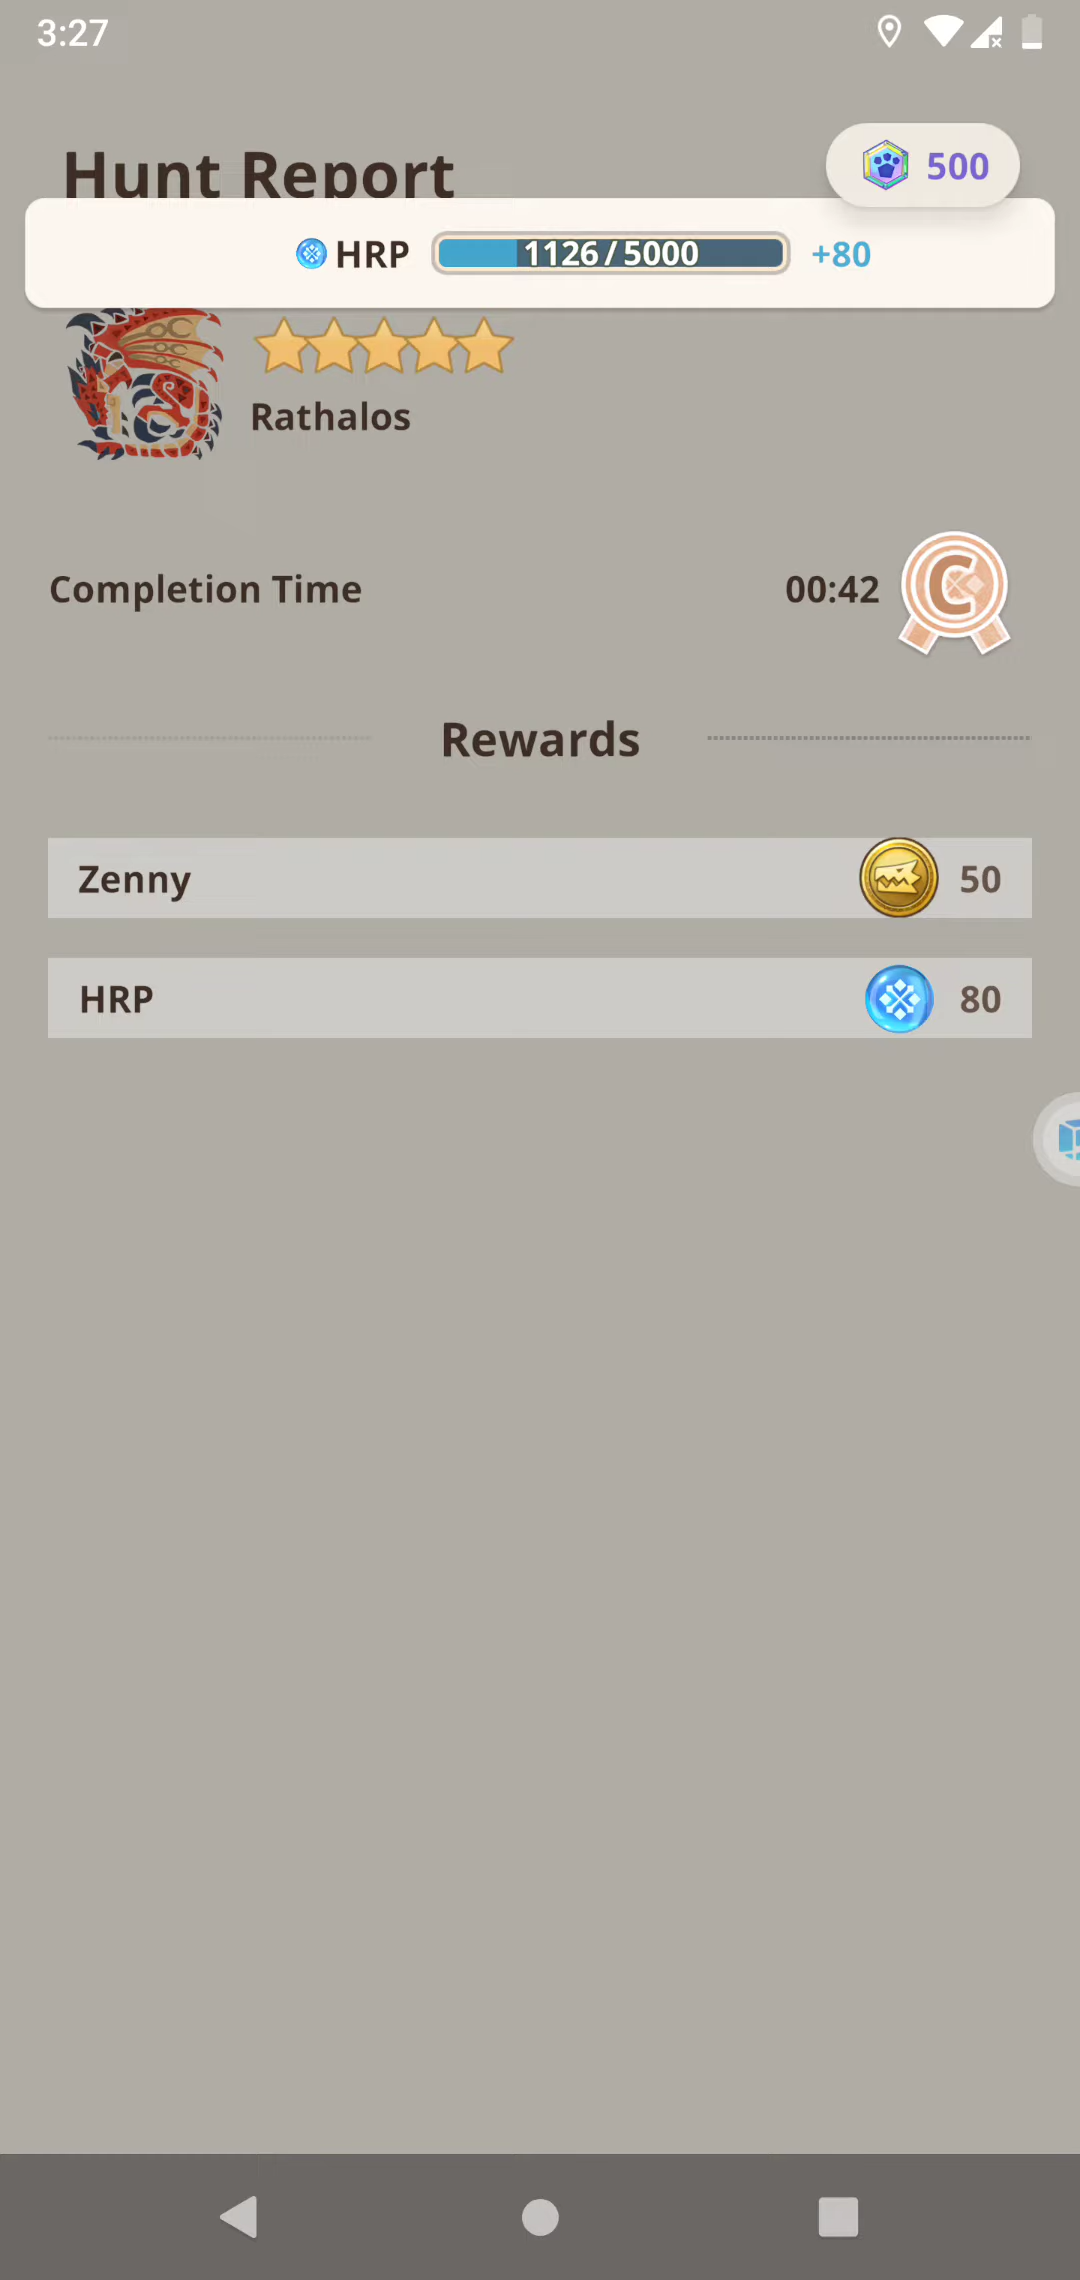 3:27
Hunt Report
500
HRP 1126/5000 +80
Rathalos
Completion Time 00:42 C
Rewards
Zenny 50
HRP 80